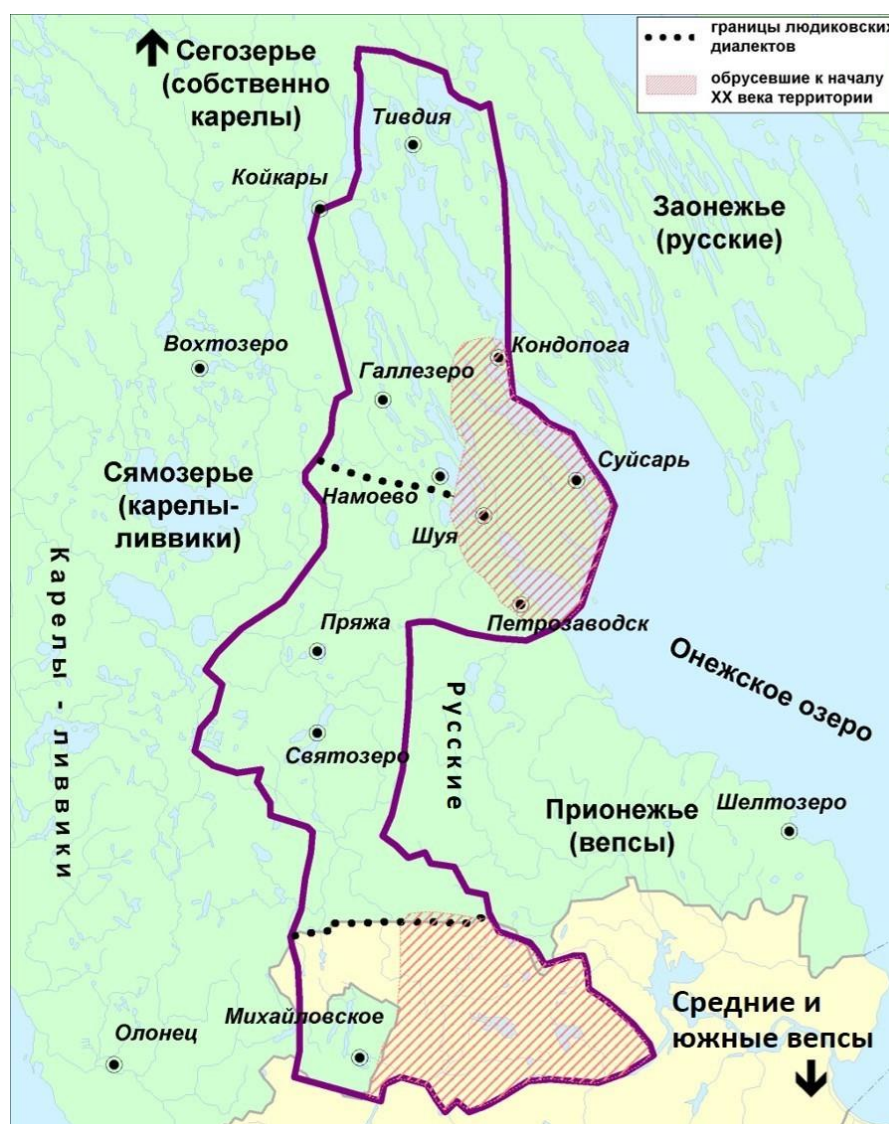 границы людиковских
диалектов
обрусевшие к началу
XX века территории
Сегозерье
(собственно
карелы)
Тивдия
Койкары
Заонежье
(русские)
Вохтозеро
Кондопога
Галлезеро
Сямозерье
(карелы-
ливвики)
Суйсарь
Намоево
Шуя
Петрозаводск
Пряжа
Карелы - ливвики
Русские
Онежское озеро
Святозеро
Прионежье
(вепсы)
Шелтозеро
Средние и
южные вепсы
Михайловское
Олонец